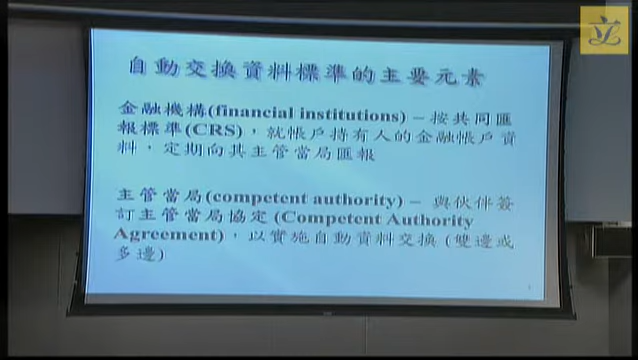 立
自動交換資料標準的主要元素
金融機構(financial institutions) – 按共同匯
報標準(CRS)，就帳戶持有人的金融帳戶資
料，定期向其主管當局匯報
主管當局(competent authority) – 與伙伴簽
訂主管當局協定 (Competent Authority
Agreement)，以實施自動資料交換 (雙邊或
多邊)